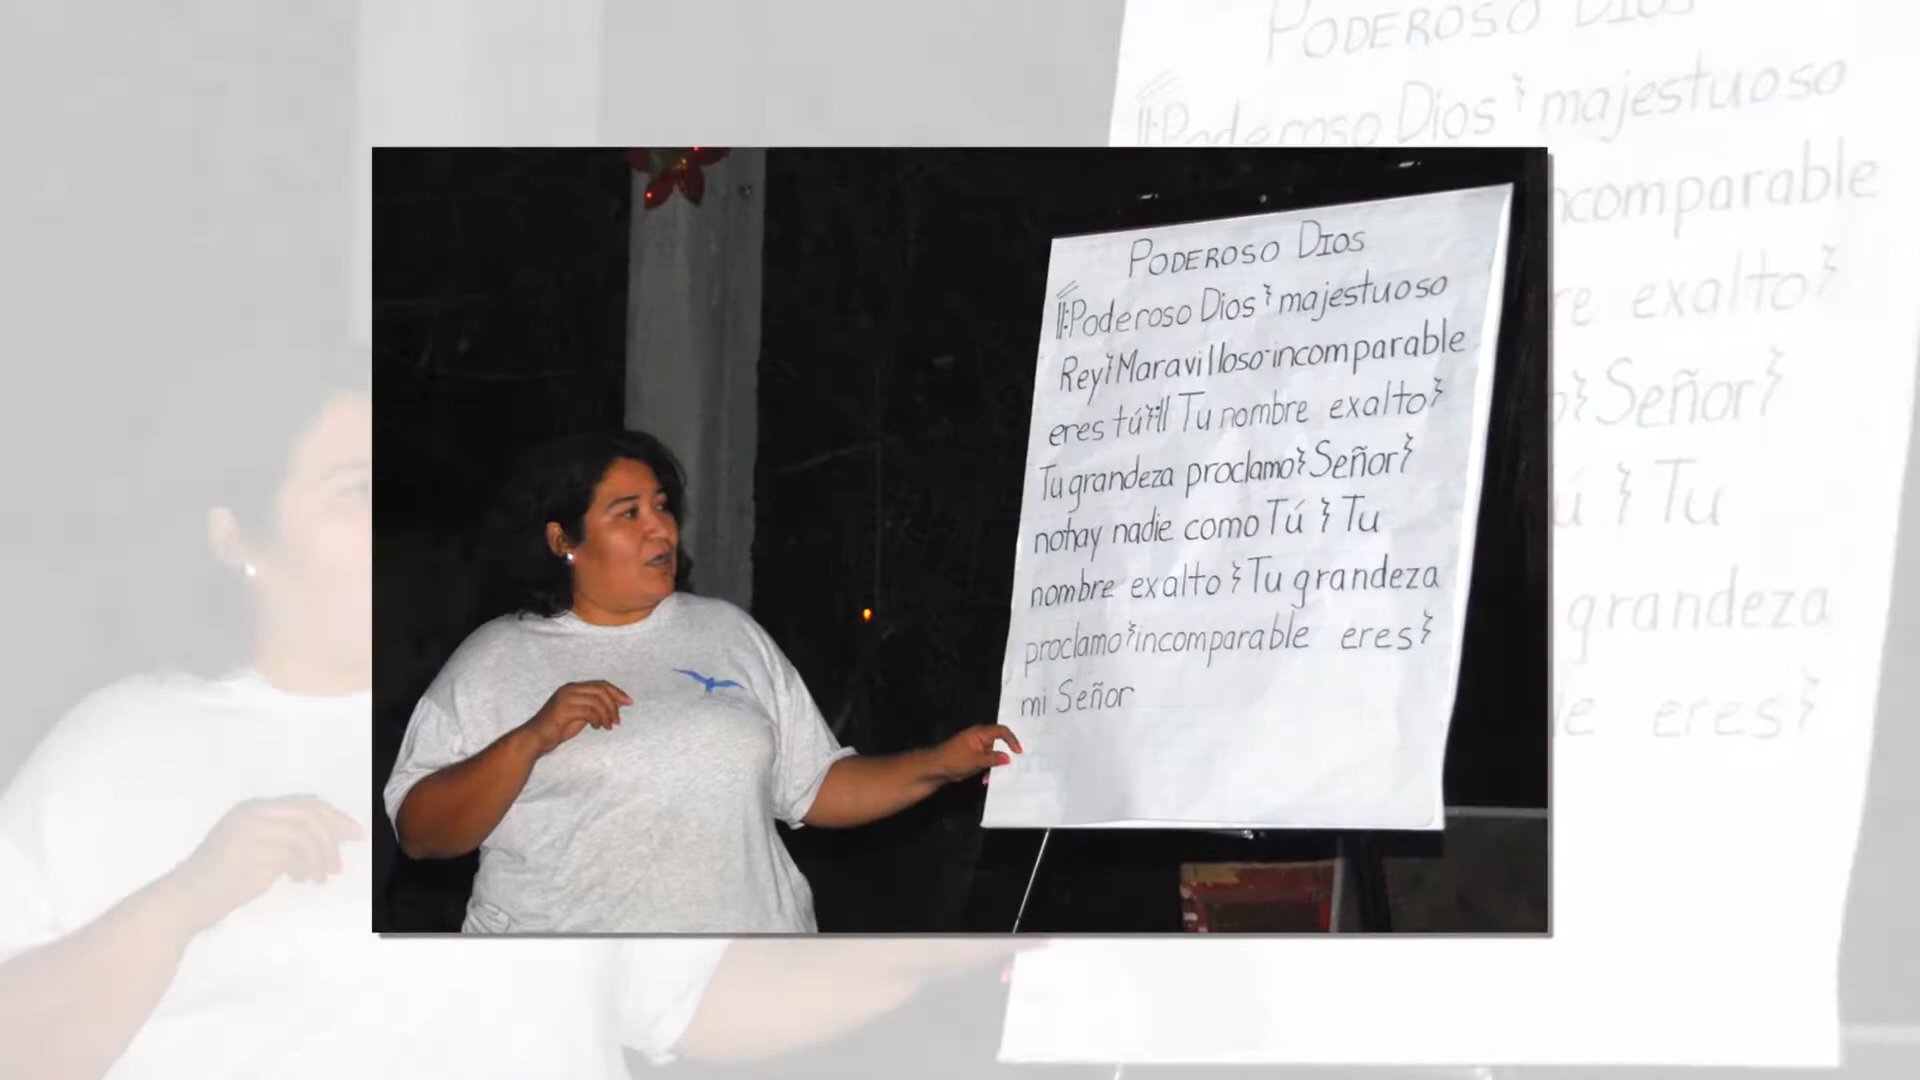 PODEROSO DIOS
||:Poderoso Dios } majestuoso
Rey } Maravilloso incomparable
eres tú } :|| Tu nombre exalto }
Tu grandeza proclamo } Señor }
no hay nadie como Tú } Tu
nombre exalto } Tu grandeza
proclamo } incomparable eres }
mi Señor